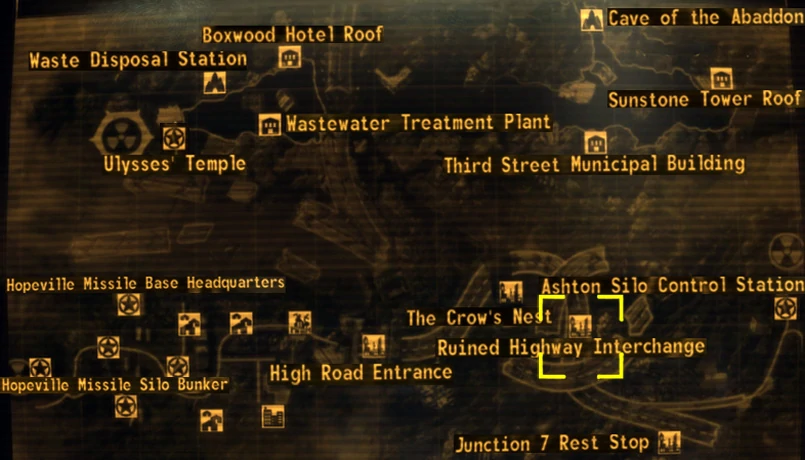 Cave of the Abaddon
Boxwood Hotel Roof
Waste Disposal Station
Sunstone Tower Roof
Wastewater Treatment Plant
Ulysses' Temple
Third Street Municipal Building
Hopeville Missile Base Headquarters
Ashton Silo Control Station
The Crow's Nest
Ruined Highway Interchange
High Road Entrance
Hopeville Missile Silo Bunker
Junction 7 Rest Stop